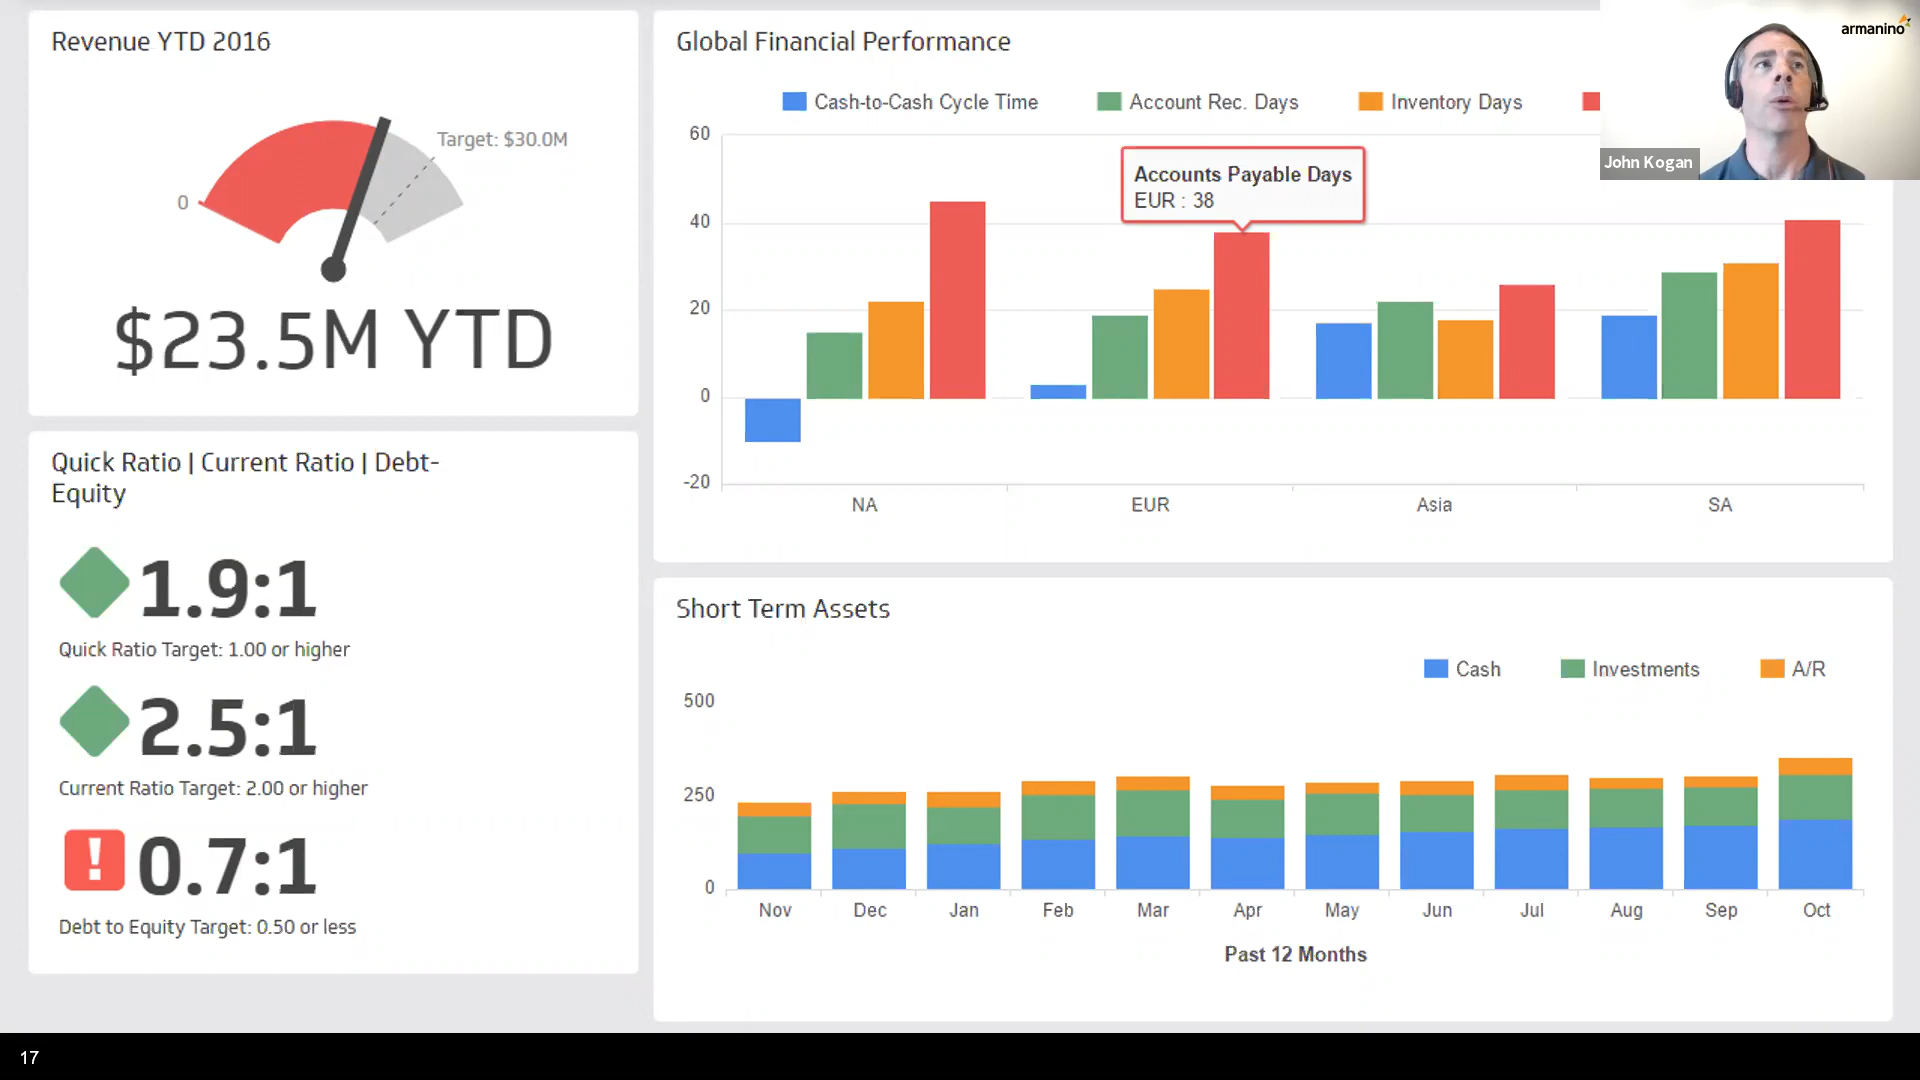 Revenue YTD 2016
Target: $30.0M
0
$23.5M YTD
Quick Ratio | Current Ratio | Debt-
Equity
1.9:1
Quick Ratio Target: 1.00 or higher
2.5:1
Current Ratio Target: 2.00 or higher
!
0.7:1
Debt to Equity Target: 0.50 or less
Global Financial Performance
Cash-to-Cash Cycle Time Account Rec. Days Inventory Days
60
40
20
0
-20
Accounts Payable Days
EUR : 38
NA EUR Asia SA
armanino
John Kogan
Short Term Assets
Cash Investments A/R
500
250
0
Nov Dec Jan Feb Mar Apr May Jun Jul Aug Sep Oct
Past 12 Months
17